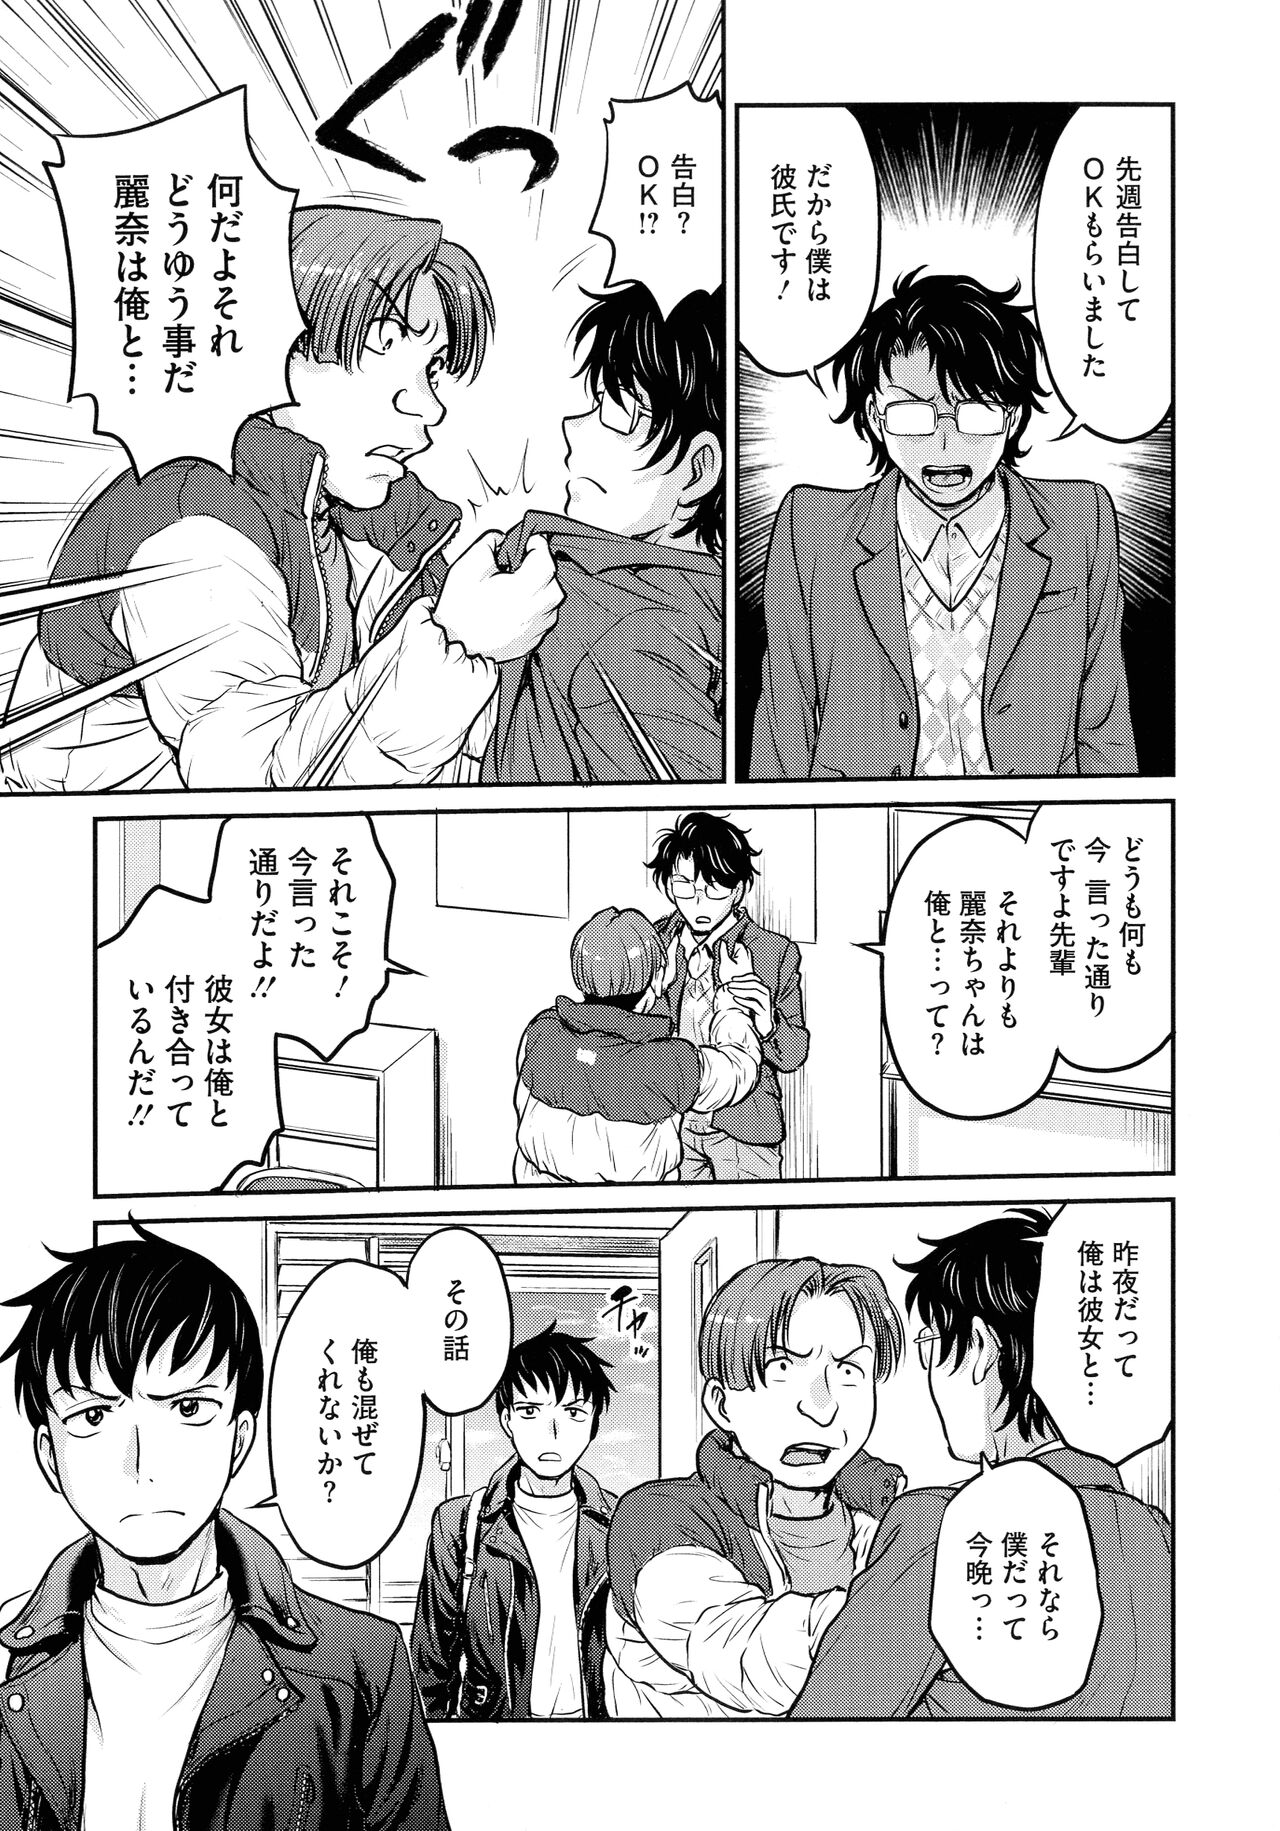 先週告白して
OKもらいました
だから僕は
彼氏です！
告白？
OK!?
ぐっ
何だよそれ
どうゆう事だ
麗奈は俺と…
どうも何も
今 言った通り
ですよ先輩
それよりも
麗奈ちゃんは
俺と…って？
それこそ！
今言った
通りだよ!!
彼女は俺と
付き合って
いるんだ!!
昨夜だって
俺は彼女と…
それなら
僕だって
今晩っ…
チャッ
その話
俺も混ぜて
くれないか？